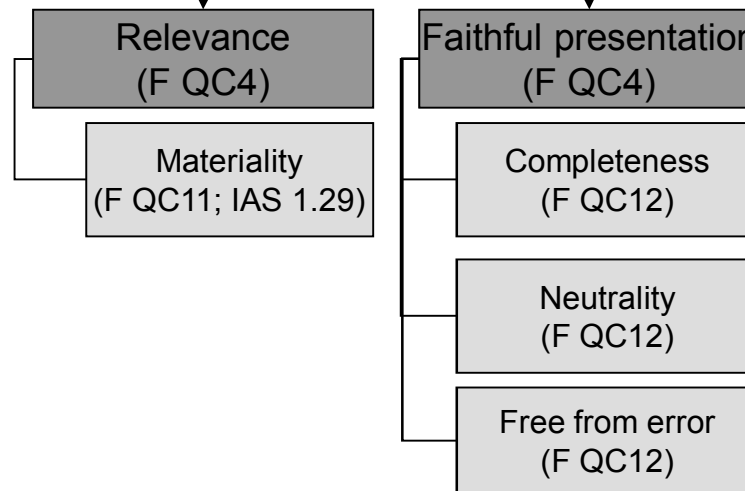 Relevance
(F QC4)
Materiality
(F QC11; IAS 1.29)
Faithful presentation
(F QC4)
Completeness
(F QC12)
Neutrality
(F QC12)
Free from error
(F QC12)